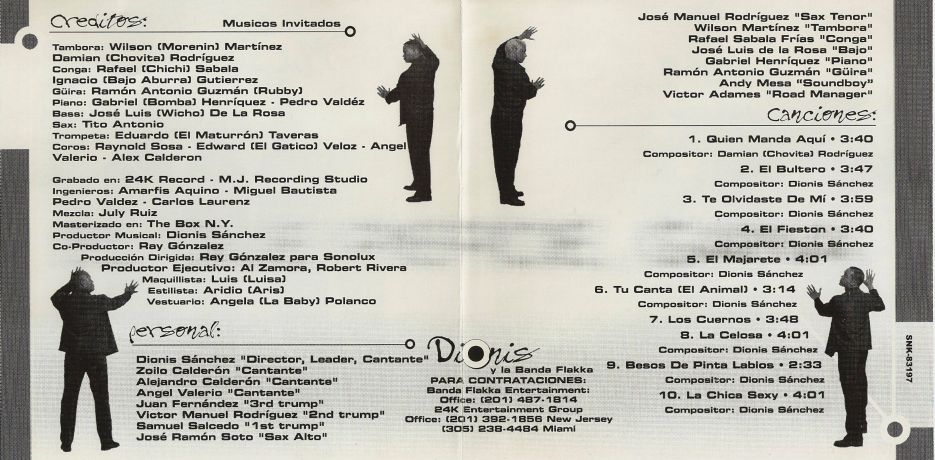 Creditos:
Musicos Invitados
Tambora: Wilson (Morenin) Martínez
Damian (Chovita) Rodríguez
Conga: Rafael (Chichi) Sabala
Ignacio (Bajo Aburra) Gutierrez
Güira: Ramón Antonio Guzmán (Rubby)
Piano: Gabriel (Bomba) Henríquez - Pedro Valdéz
Bass: José Luis (Wicho) De La Rosa
Sax: Tito Antonio
Trompeta: Eduardo (El Maturrón) Taveras
Coros: Raynold Sosa - Edward (El Gatico) Veloz - Angel
Valerio - Alex Calderon
Grabado en: 24K Record - M.J. Recording Studio
Ingenieros: Amarfis Aquino - Miguel Bautista
Pedro Valdez - Carlos Laurenz
Mezcla: July Ruiz
Masterizado en: The Box N.Y.
Productor Musical: Dionis Sánchez
Co-Productor: Ray Gónzalez
Producción Dirigida: Ray Gónzalez para Sonolux
Productor Ejecutivo: Al Zamora, Robert Rivera
Maquillista: Luis (Luisa)
Estilista: Aridio (Aris)
Vestuario: Angela (La Baby) Polanco
personal:
Dionis Sánchez "Director, Leader, Cantante"
Zoilo Calderón "Cantante"
Alejandro Calderón "Cantante"
Angel Valerio "Cantante"
Juan Fernández "3rd trump"
Victor Manuel Rodríguez "2nd trump"
Samuel Salcedo "1st trump"
José Ramón Soto "Sax Alto"
Dionis
y la Banda Flakka
PARA CONTRATACIONES:
Banda Flakka Entertainment:
Office: (201) 487-1814
24K Entertainment Group
Office: (201) 392-1856 New Jersey
(305) 238-4484 Miami
José Manuel Rodríguez "Sax Tenor"
Wilson Martínez "Tambora"
Rafael Sabala Frías "Conga"
José Luis de la Rosa "Bajo"
Gabriel Henríquez "Piano"
Ramón Antonio Guzmán "Güira"
Andy Mesa "Soundboy"
Victor Adames "Road Manager"
Canciones:
1. Quien Manda Aquí • 3:40
Compositor: Damian (Chovita) Rodríguez
2. El Bultero • 3:47
Compositor: Dionis Sánchez
3. Te Olvidaste De Mí • 3:59
Compositor: Dionis Sánchez
4. El Fieston • 3:40
Compositor: Dionis Sánchez
5. El Majarete • 4:01
Compositor: Dionis Sánchez
6. Tu Canta (El Animal) • 3:14
Compositor: Dionis Sánchez
7. Los Cuernos • 3:48
8. La Celosa • 4:01
Compositor: Dionis Sánchez
9. Besos De Pinta Labios • 2:33
Compositor: Dionis Sánchez
10. La Chica Sexy • 4:01
Compositor: Dionis Sánchez
SNK-83197